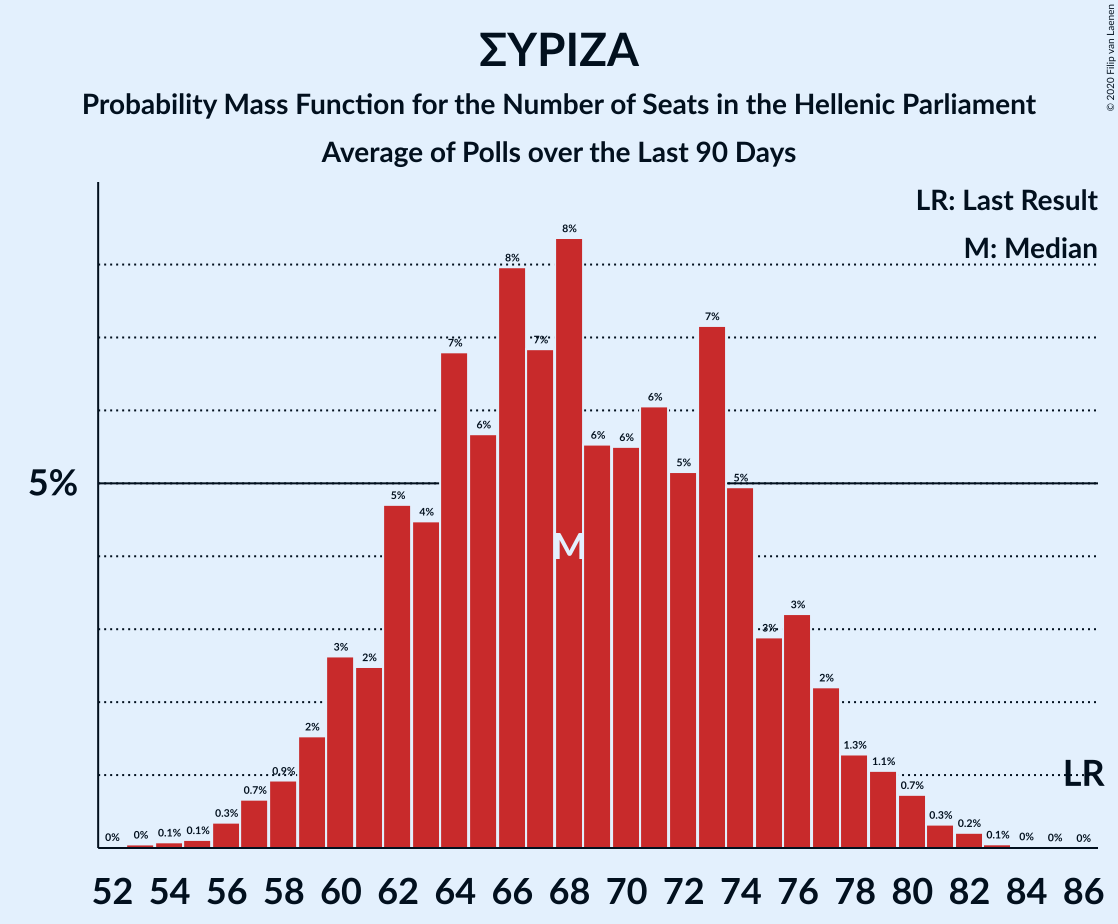 ΣΥΡΙΖΑ
Probability Mass Function for the Number of Seats in the Hellenic Parliament
Average of Polls over the Last 90 Days
© 2020 Filip van Laenen
LR: Last Result
M: Median
5%
0% 0% 0.1% 0.1% 0.3% 0.7% 0.9% 2% 3% 2% 5% 4% 7% 6% 8% 7% 8% 6% 6% 6% 5% 7% 5% 3% 3% 2% 1.3% 1.1% 0.7% 0.3% 0.2% 0.1% 0% 0% 0%
M
LR
52 54 56 58 60 62 64 66 68 70 72 74 76 78 80 82 84 86